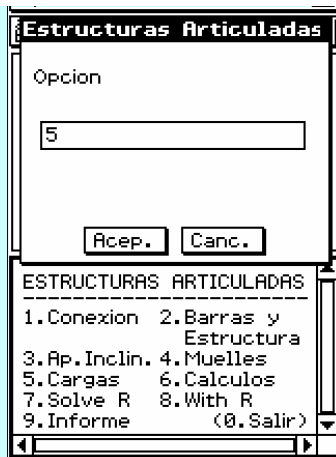 Estructuras Articuladas
Opcion
5
Acep. Canc.
ESTRUCTURAS ARTICULADAS
------------------------
1.Conexion 2.Barras y
Estructura
3.Ap.Inclin. 4.Muelles
5.Cargas 6.Calculos
7.Solve R 8.With R
9.Informe (0.Salir)